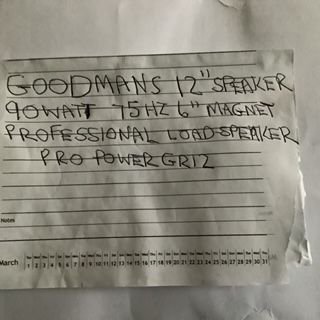 GOODMANS 12" SPEAKER
90WATT 75HZ 6" MAGNET
PROFESSIONAL LOAD SPEAKER
PRO POWER GR12
Notes
March
1 2 3 4 5 6 7 8 9 10 11 12 13 14 15 16 17 18 19 20 21 22 23 24 25 26 27 28 29 30 31